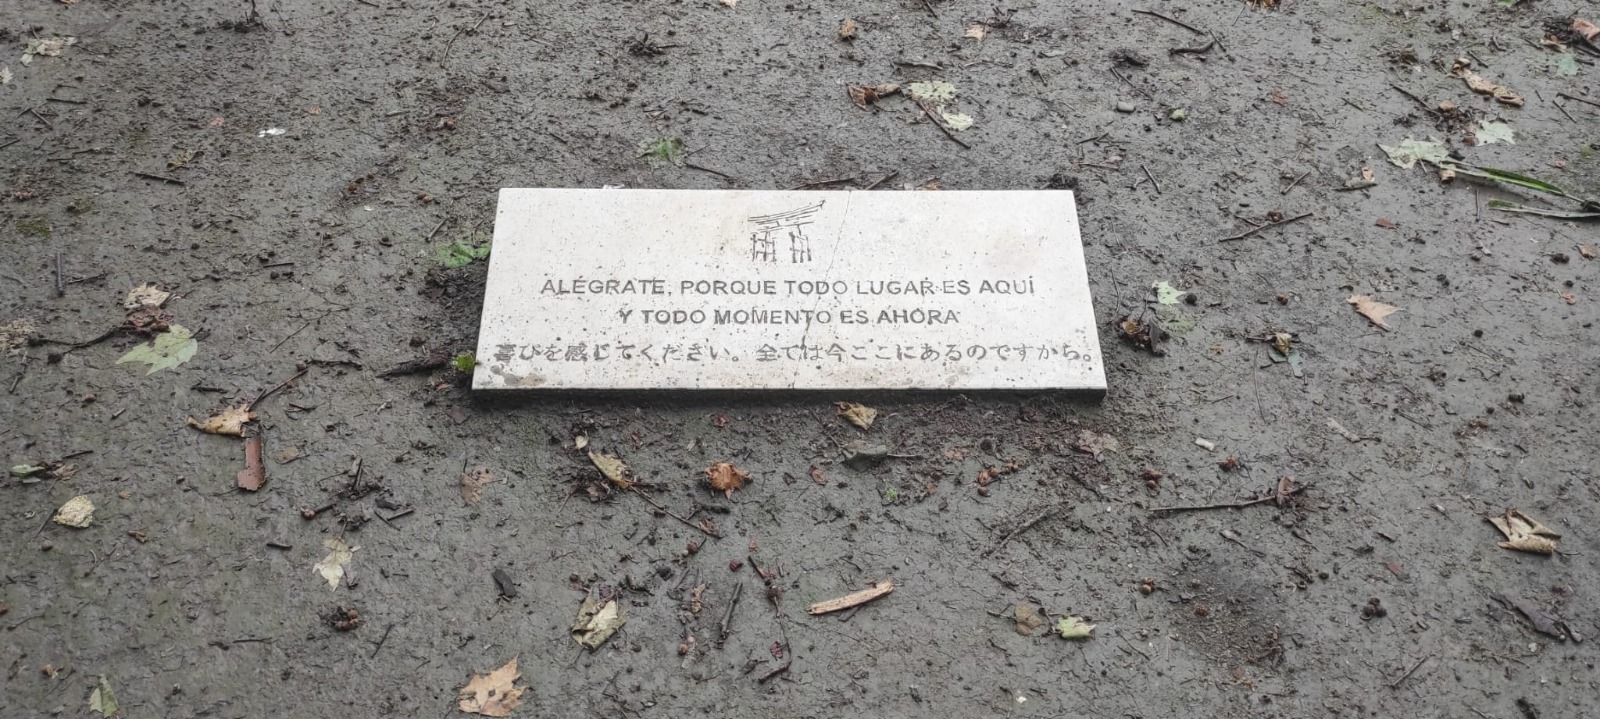 ALÉGRATE, PORQUE TODO LUGAR ES AQUÍ
Y TODO MOMENTO ES AHORA
喜びを感じてください。全ては今ここにあるのですから。